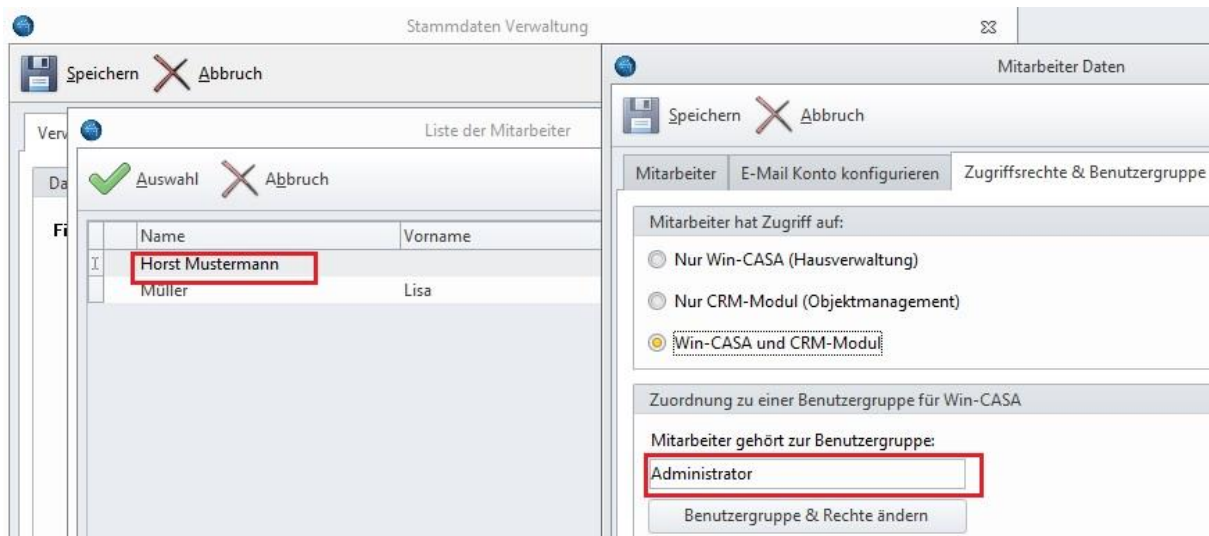 Stammdaten Verwaltung
Speichern Abbruch
Verw
Da
Fi
Liste der Mitarbeiter
Auswahl Abbruch
Name Vorname
Horst Mustermann
Müller Lisa
Mitarbeiter Daten
Speichern Abbruch
Mitarbeiter E-Mail Konto konfigurieren Zugriffsrechte & Benutzergruppe
Mitarbeiter hat Zugriff auf:
Nur Win-CASA (Hausverwaltung)
Nur CRM-Modul (Objektmanagement)
Win-CASA und CRM-Modul
Zuordnung zu einer Benutzergruppe für Win-CASA
Mitarbeiter gehört zur Benutzergruppe:
Administrator
Benutzergruppe & Rechte ändern